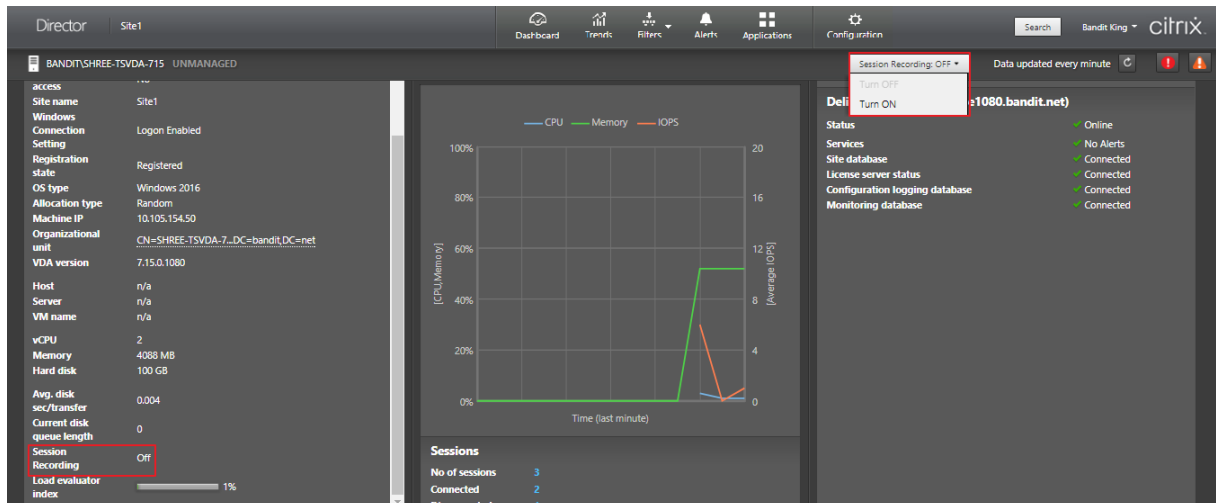 Director
Site1
Dashboard
Trends
Filters
Alerts
Applications
Configuration
Search
Bandit King
citrix
BANDIT\SHREE-TSVDA-715 UNMANAGED
Session Recording: OFF
Data updated every minute
Turn OFF
Turn ON
access
No
Site name Site1
Windows
Connection Logon Enabled
Setting
Registration
state Registered
OS type Windows 2016
Allocation type Random
Machine IP 10.105.154.50
Organizational
unit CN=SHREE-TSVDA-7...DC=bandit,DC=net
VDA version 7.15.0.1080
Host n/a
Server n/a
VM name n/a
vCPU 2
Memory 4088 MB
Hard disk 100 GB
Avg. disk
sec/transfer 0.004
Current disk
queue length 0
Session
Recording Off
Load evaluator
index 1%
CPU Memory IOPS
100% 20
80% 16
60% 12
40% 8
20% 4
0% 0
[CPU,Memory]
[Average IOPS]
Time (last minute)
Sessions
No of sessions 3
Connected 2
Deli e1080.bandit.net)
Status Online
Services No Alerts
Site database Connected
License server status Connected
Configuration logging database Connected
Monitoring database Connected